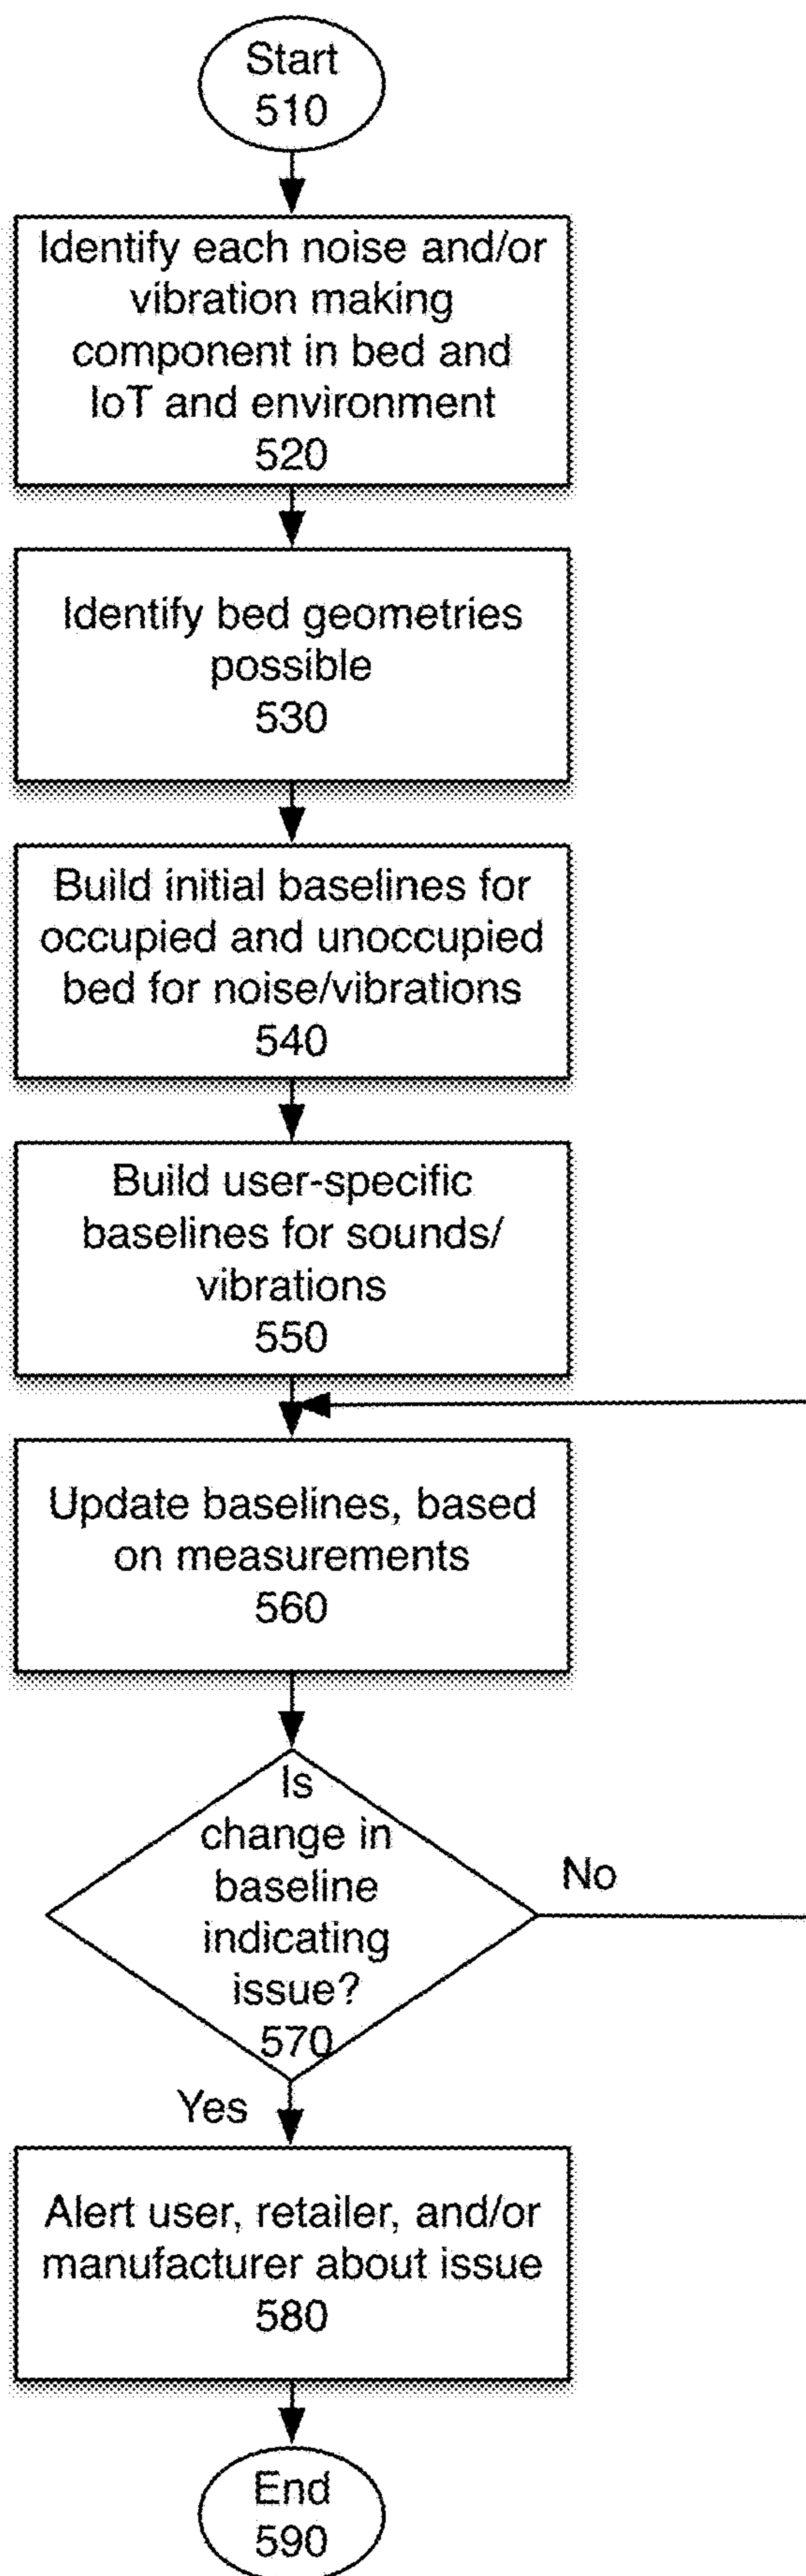 Start
510
Identify each noise and/or
vibration making
component in bed and
IoT and environment
520
Identify bed geometries
possible
530
Build initial baselines for
occupied and unoccupied
bed for noise/vibrations
540
Build user-specific
baselines for sounds/
vibrations
550
Update baselines, based
on measurements
560
Is
change in
baseline
indicating
issue?
570
No
Yes
Alert user, retailer, and/or
manufacturer about issue
580
End
590